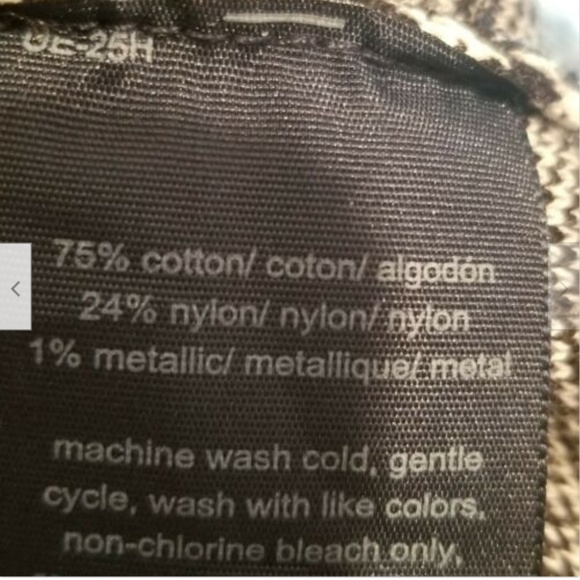 75% cotton/ coton/ algodón
24% nylon/ nylon/ nylon
1% metallic/ metallique/ metal
machine wash cold, gentle
cycle, wash with like colors,
non-chlorine bleach only,